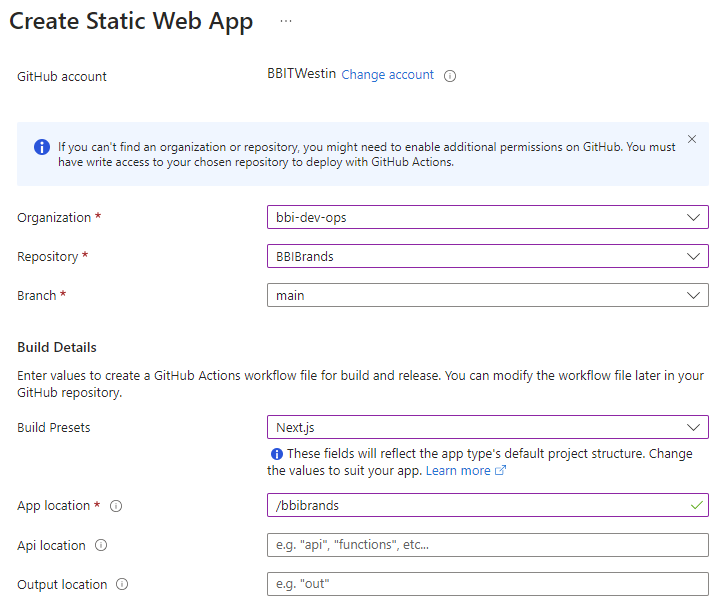 Create Static Web App ...
GitHub account BBITWestin Change account
If you can't find an organization or repository, you might need to enable additional permissions on GitHub. You must
have write access to your chosen repository to deploy with GitHub Actions.
Organization * bbi-dev-ops
Repository * BBIBrands
Branch * main
Build Details
Enter values to create a GitHub Actions workflow file for build and release. You can modify the workflow file later in your
GitHub repository.
Build Presets Next.js
These fields will reflect the app type's default project structure. Change
the values to suit your app. Learn more
App location * /bbibrands
Api location e.g. "api", "functions", etc...
Output location e.g. "out"